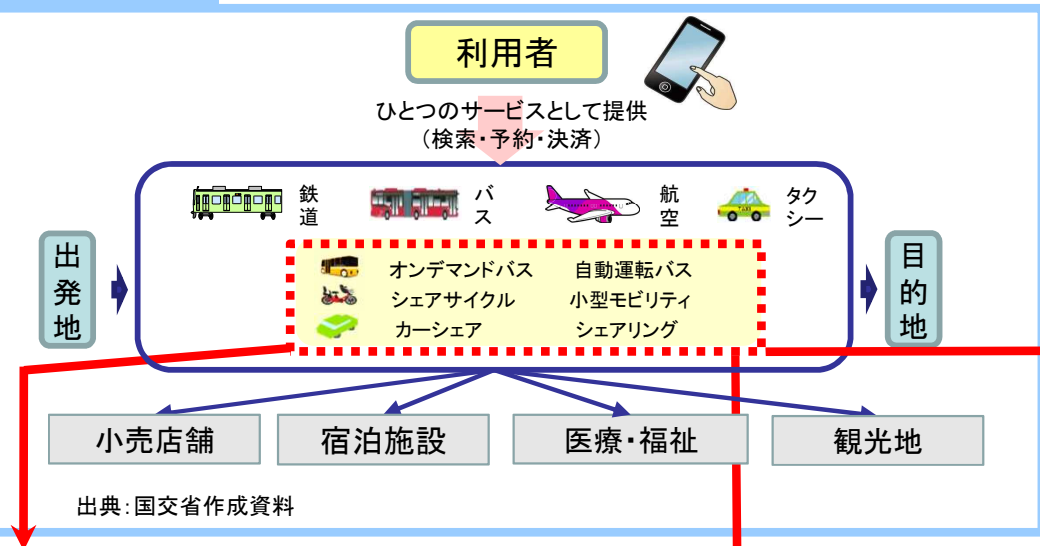 利用者
ひとつのサービスとして提供
（検索・予約・決済）
鉄道
バス
航空
タクシー
TAXI
出発地
目的地
オンデマンドバス
自動運転バス
シェアサイクル
小型モビリティ
カーシェア
シェアリング
小売店舗
宿泊施設
医療・福祉
観光地
出典：国交省作成資料